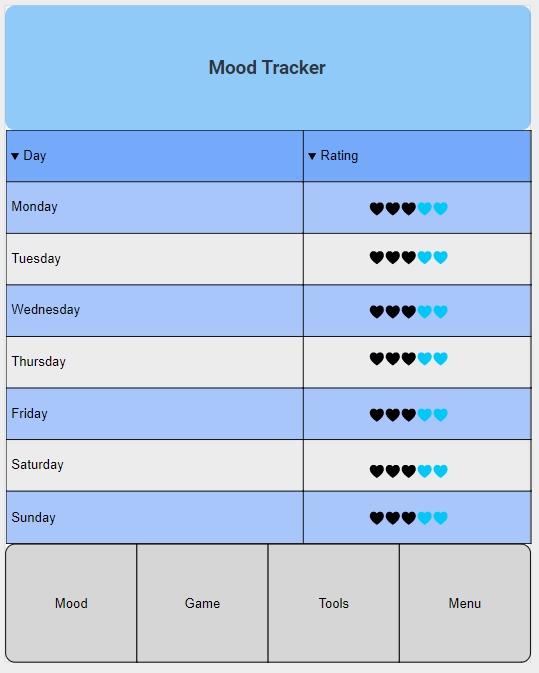 Mood Tracker
▼ Day ▼ Rating
Monday
Tuesday
Wednesday
Thursday
Friday
Saturday
Sunday
Mood Game Tools Menu